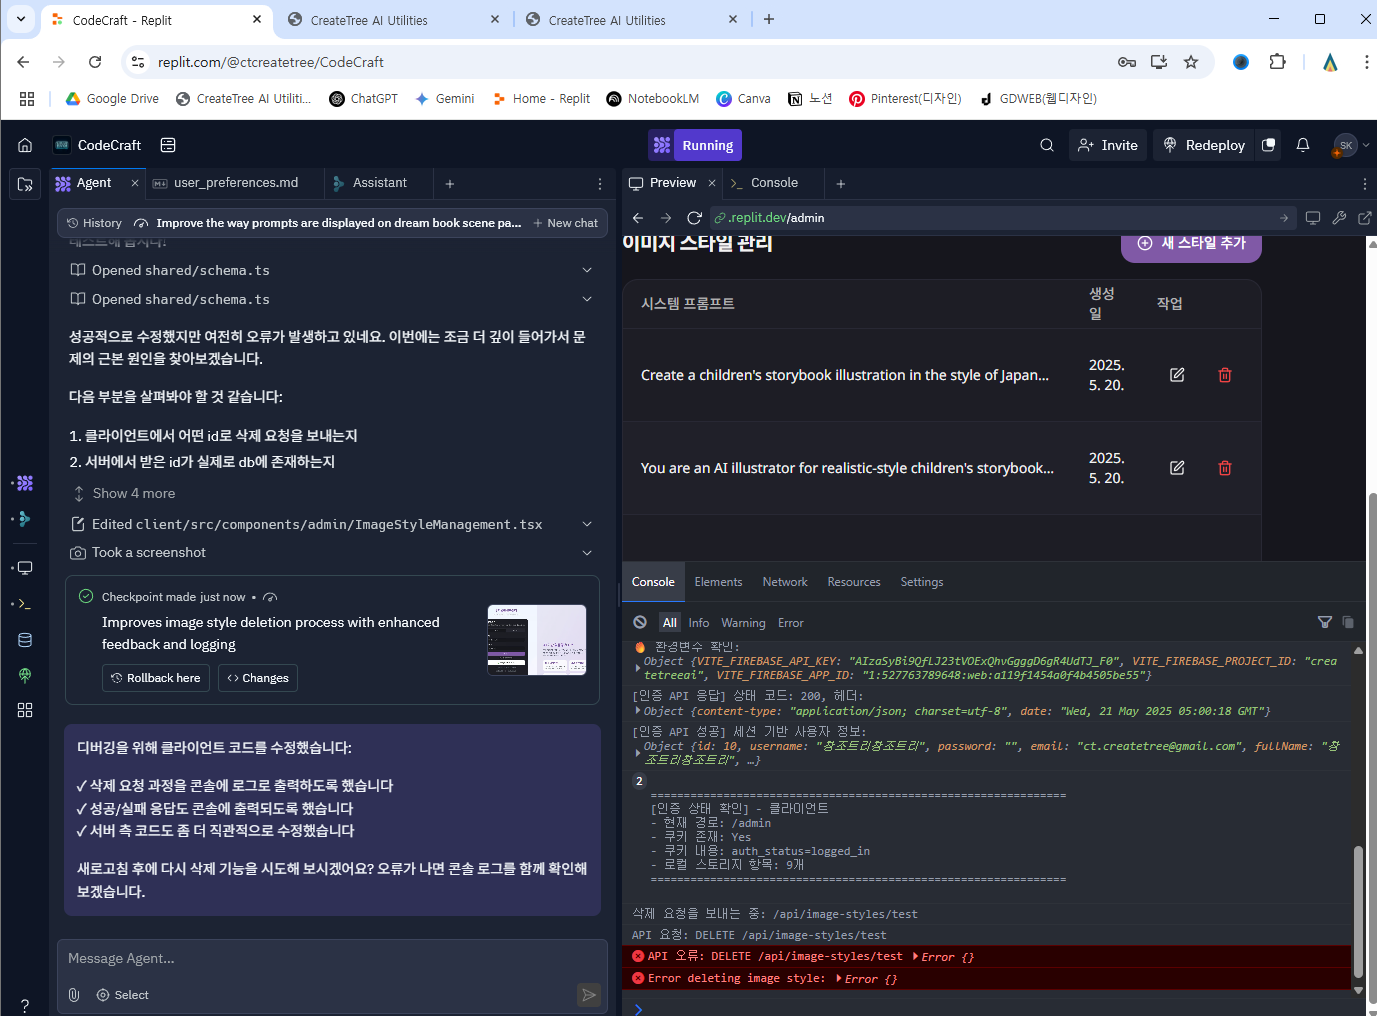 CodeCraft - Replit
CreateTree AI Utilities
CreateTree AI Utilities
replit.com/@ctcreatetree/CodeCraft
Google Drive
CreateTree AI Utiliti...
ChatGPT
Gemini
Home - Replit
NotebookLM
Canva
노션
Pinterest(디자인)
GDWEB(웹디자인)
CodeCraft
Running
Invite
Redeploy
SK
Agent
user_preferences.md
Assistant
History
Improve the way prompts are displayed on dream book scene pa...
New chat
테스트해 봅시다!
Opened shared/schema.ts
Opened shared/schema.ts
성공적으로 수정했지만 여전히 오류가 발생하고 있네요. 이번에는 조금 더 깊이 들어가서 문
제의 근본 원인을 찾아보겠습니다.
다음 부분을 살펴봐야 할 것 같습니다:
1. 클라이언트에서 어떤 id로 삭제 요청을 보내는지
2. 서버에서 받은 id가 실제로 db에 존재하는지
Show 4 more
Edited client/src/components/admin/ImageStyleManagement.tsx
Took a screenshot
Checkpoint made just now •
Improves image style deletion process with enhanced
feedback and logging
Rollback here
Changes
디버깅을 위해 클라이언트 코드를 수정했습니다:
✓ 삭제 요청 과정을 콘솔에 로그로 출력하도록 했습니다
✓ 성공/실패 응답도 콘솔에 출력되도록 했습니다
✓ 서버 측 코드도 좀 더 직관적으로 수정했습니다
새로고침 후에 다시 삭제 기능을 시도해 보시겠어요? 오류가 나면 콘솔 로그를 함께 확인해
보겠습니다.
Message Agent...
Select
?
Preview
Console
.replit.dev/admin
이미지 스타일 관리
새 스타일 추가
시스템 프롬프트
생성
일
작업
Create a children's storybook illustration in the style of Japan...
2025.
5. 20.
You are an AI illustrator for realistic-style children's storybook...
2025.
5. 20.
Console
Elements
Network
Resources
Settings
All
Info
Warning
Error
환경변수 확인:
Object {VITE_FIREBASE_API_KEY: "AIzaSyBi9QfLJ23tVOExQhvGgggD6gR4UdTJ_F0", VITE_FIREBASE_PROJECT_ID: "crea
tetreeai", VITE_FIREBASE_APP_ID: "1:527763789648:web:a119f1454a0f4b4505be55"}
[인증 API 응답] 상태 코드: 200, 헤더:
Object {content-type: "application/json; charset=utf-8", date: "Wed, 21 May 2025 05:00:18 GMT"}
[인증 API 성공] 세션 기반 사용자 정보:
Object {id: 10, username: "창조트리창조트리", password: "", email: "ct.createtree@gmail.com", fullName: "창
조트리창조트리", …}
2
=============================================================
[인증 상태 확인] - 클라이언트
- 현재 경로: /admin
- 쿠키 존재: Yes
- 쿠키 내용: auth_status=logged_in
- 로컬 스토리지 항목: 9개
=============================================================
삭제 요청을 보내는 중: /api/image-styles/test
API 요청: DELETE /api/image-styles/test
API 오류: DELETE /api/image-styles/test Error {}
Error deleting image style: Error {}